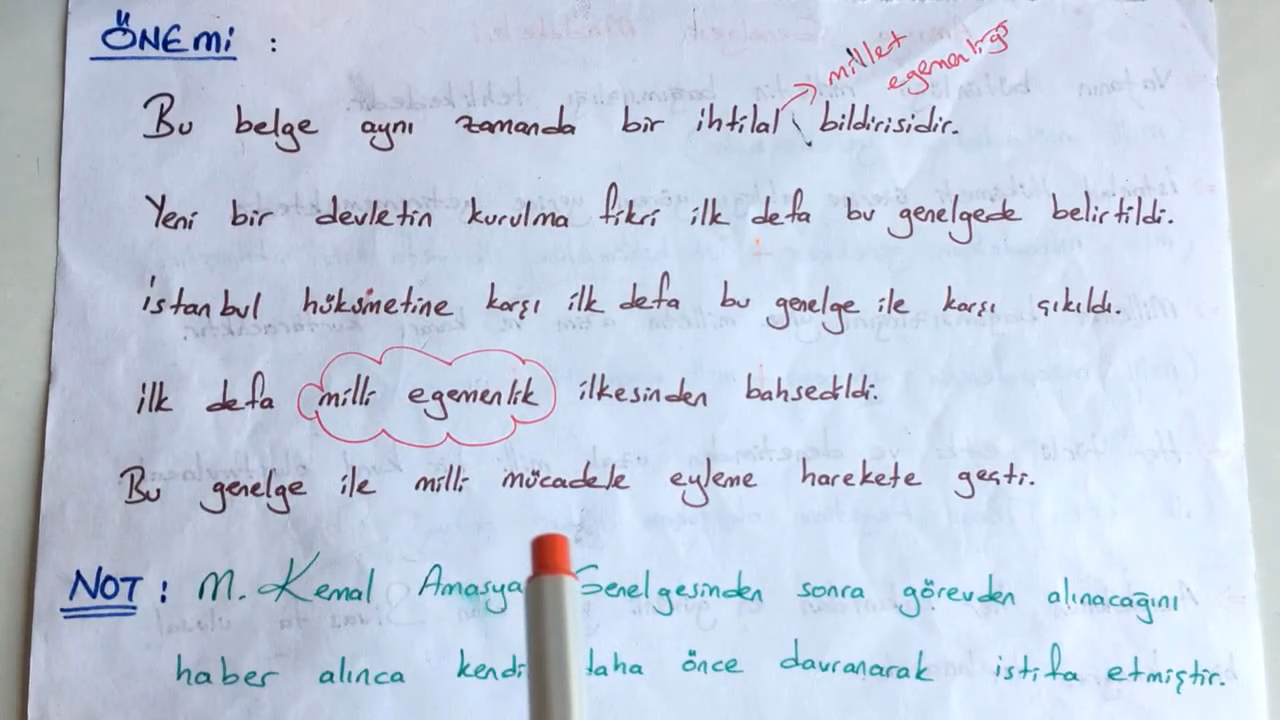 ÖNEMİ :
millet
egemenliği
Bu belge aynı zamanda bir ihtilal bildirisidir.
Yeni bir devletin kurulma fikri ilk defa bu genelgede belirtildi.
İstanbul hükümetine karşı ilk defa bu genelge ile karşı çıkıldı.
İlk defa milli egemenlik ilkesinden bahsedildi.
Bu genelge ile milli mücadele eyleme harekete geçti.
NOT : M. Kemal Amasya Genelgesinden sonra görevden alınacağını
haber alınca kendi daha önce davranarak istifa etmiştir.